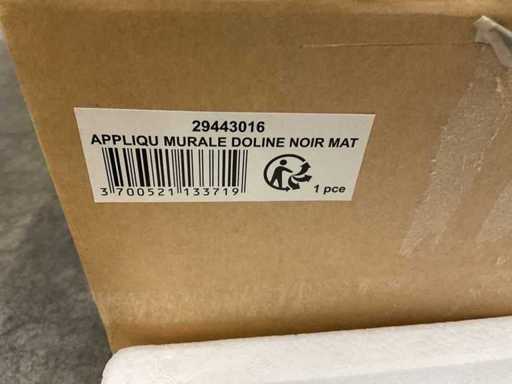 29443016
APPLIQU MURALE DOLINE NOIR MAT
3 700521 133719
1 pce